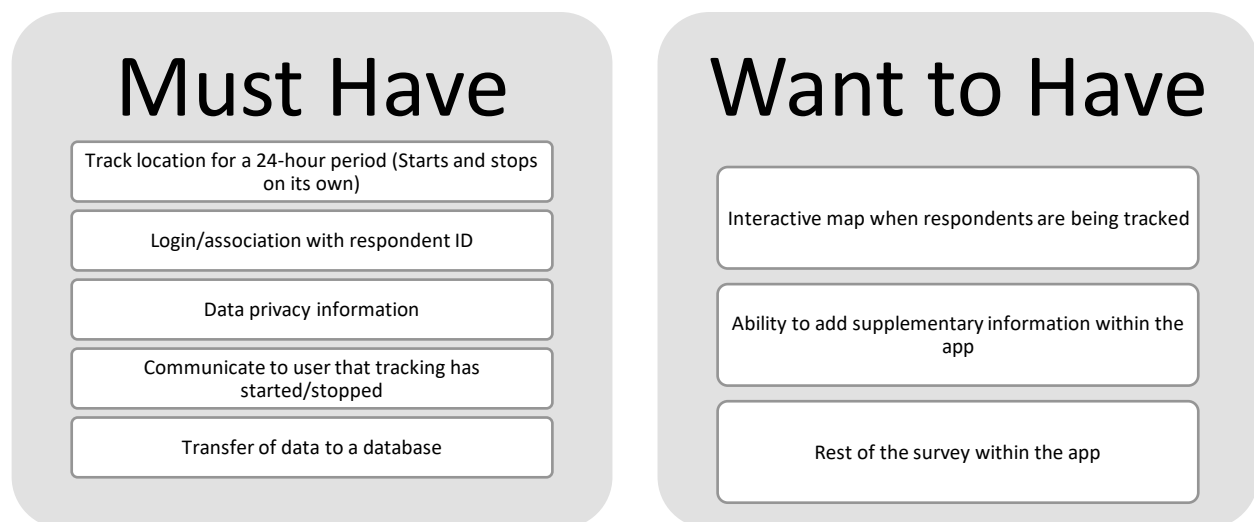 Must Have
Track location for a 24-hour period (Starts and stops
on its own)
Login/association with respondent ID
Data privacy information
Communicate to user that tracking has
started/stopped
Transfer of data to a database
Want to Have
Interactive map when respondents are being tracked
Ability to add supplementary information within the
app
Rest of the survey within the app